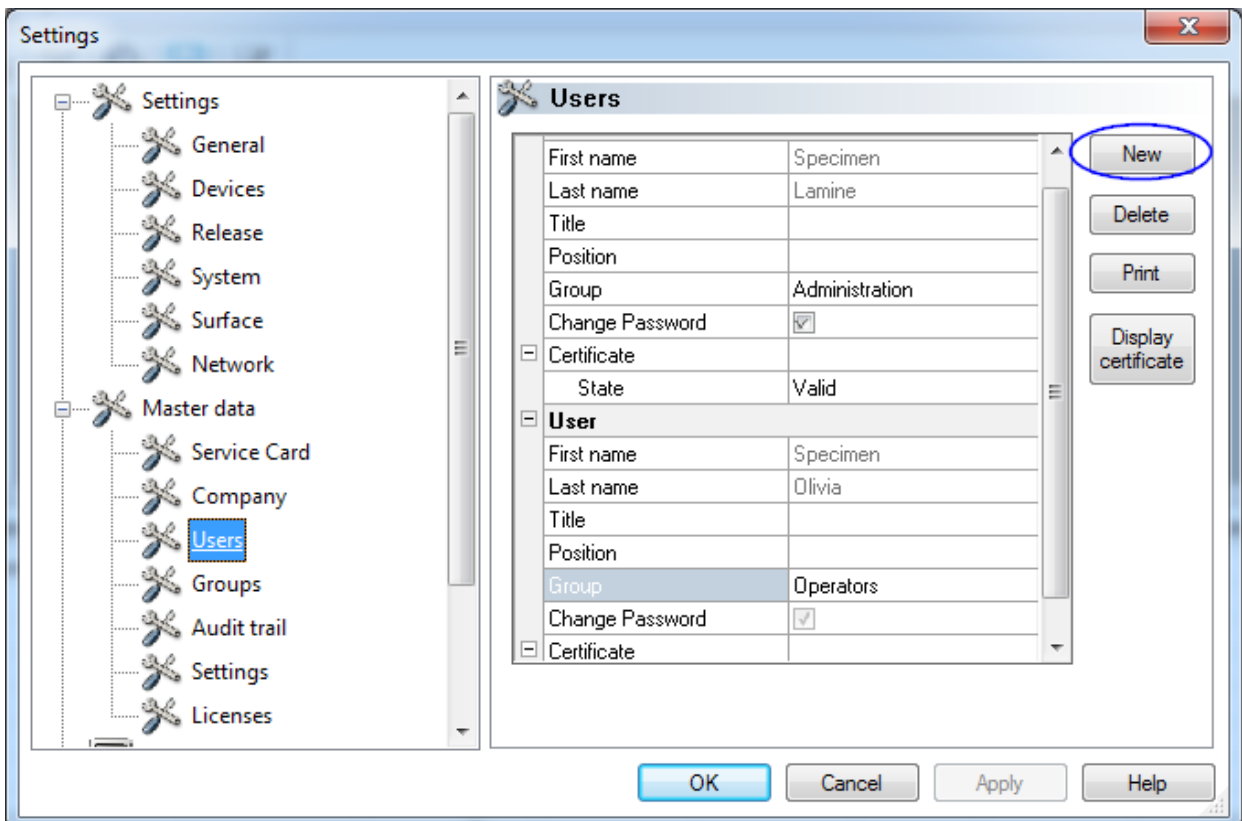 Settings
Settings
General
Devices
Release
System
Surface
Network
Master data
Service Card
Company
Users
Groups
Audit trail
Settings
Licenses
Users
First name Specimen
Last name Lamine
Title
Position
Group Administration
Change Password
Certificate
State Valid
User
First name Specimen
Last name Olivia
Title
Position
Group Operators
Change Password
Certificate
New
Delete
Print
Display
certificate
OK Cancel Apply Help